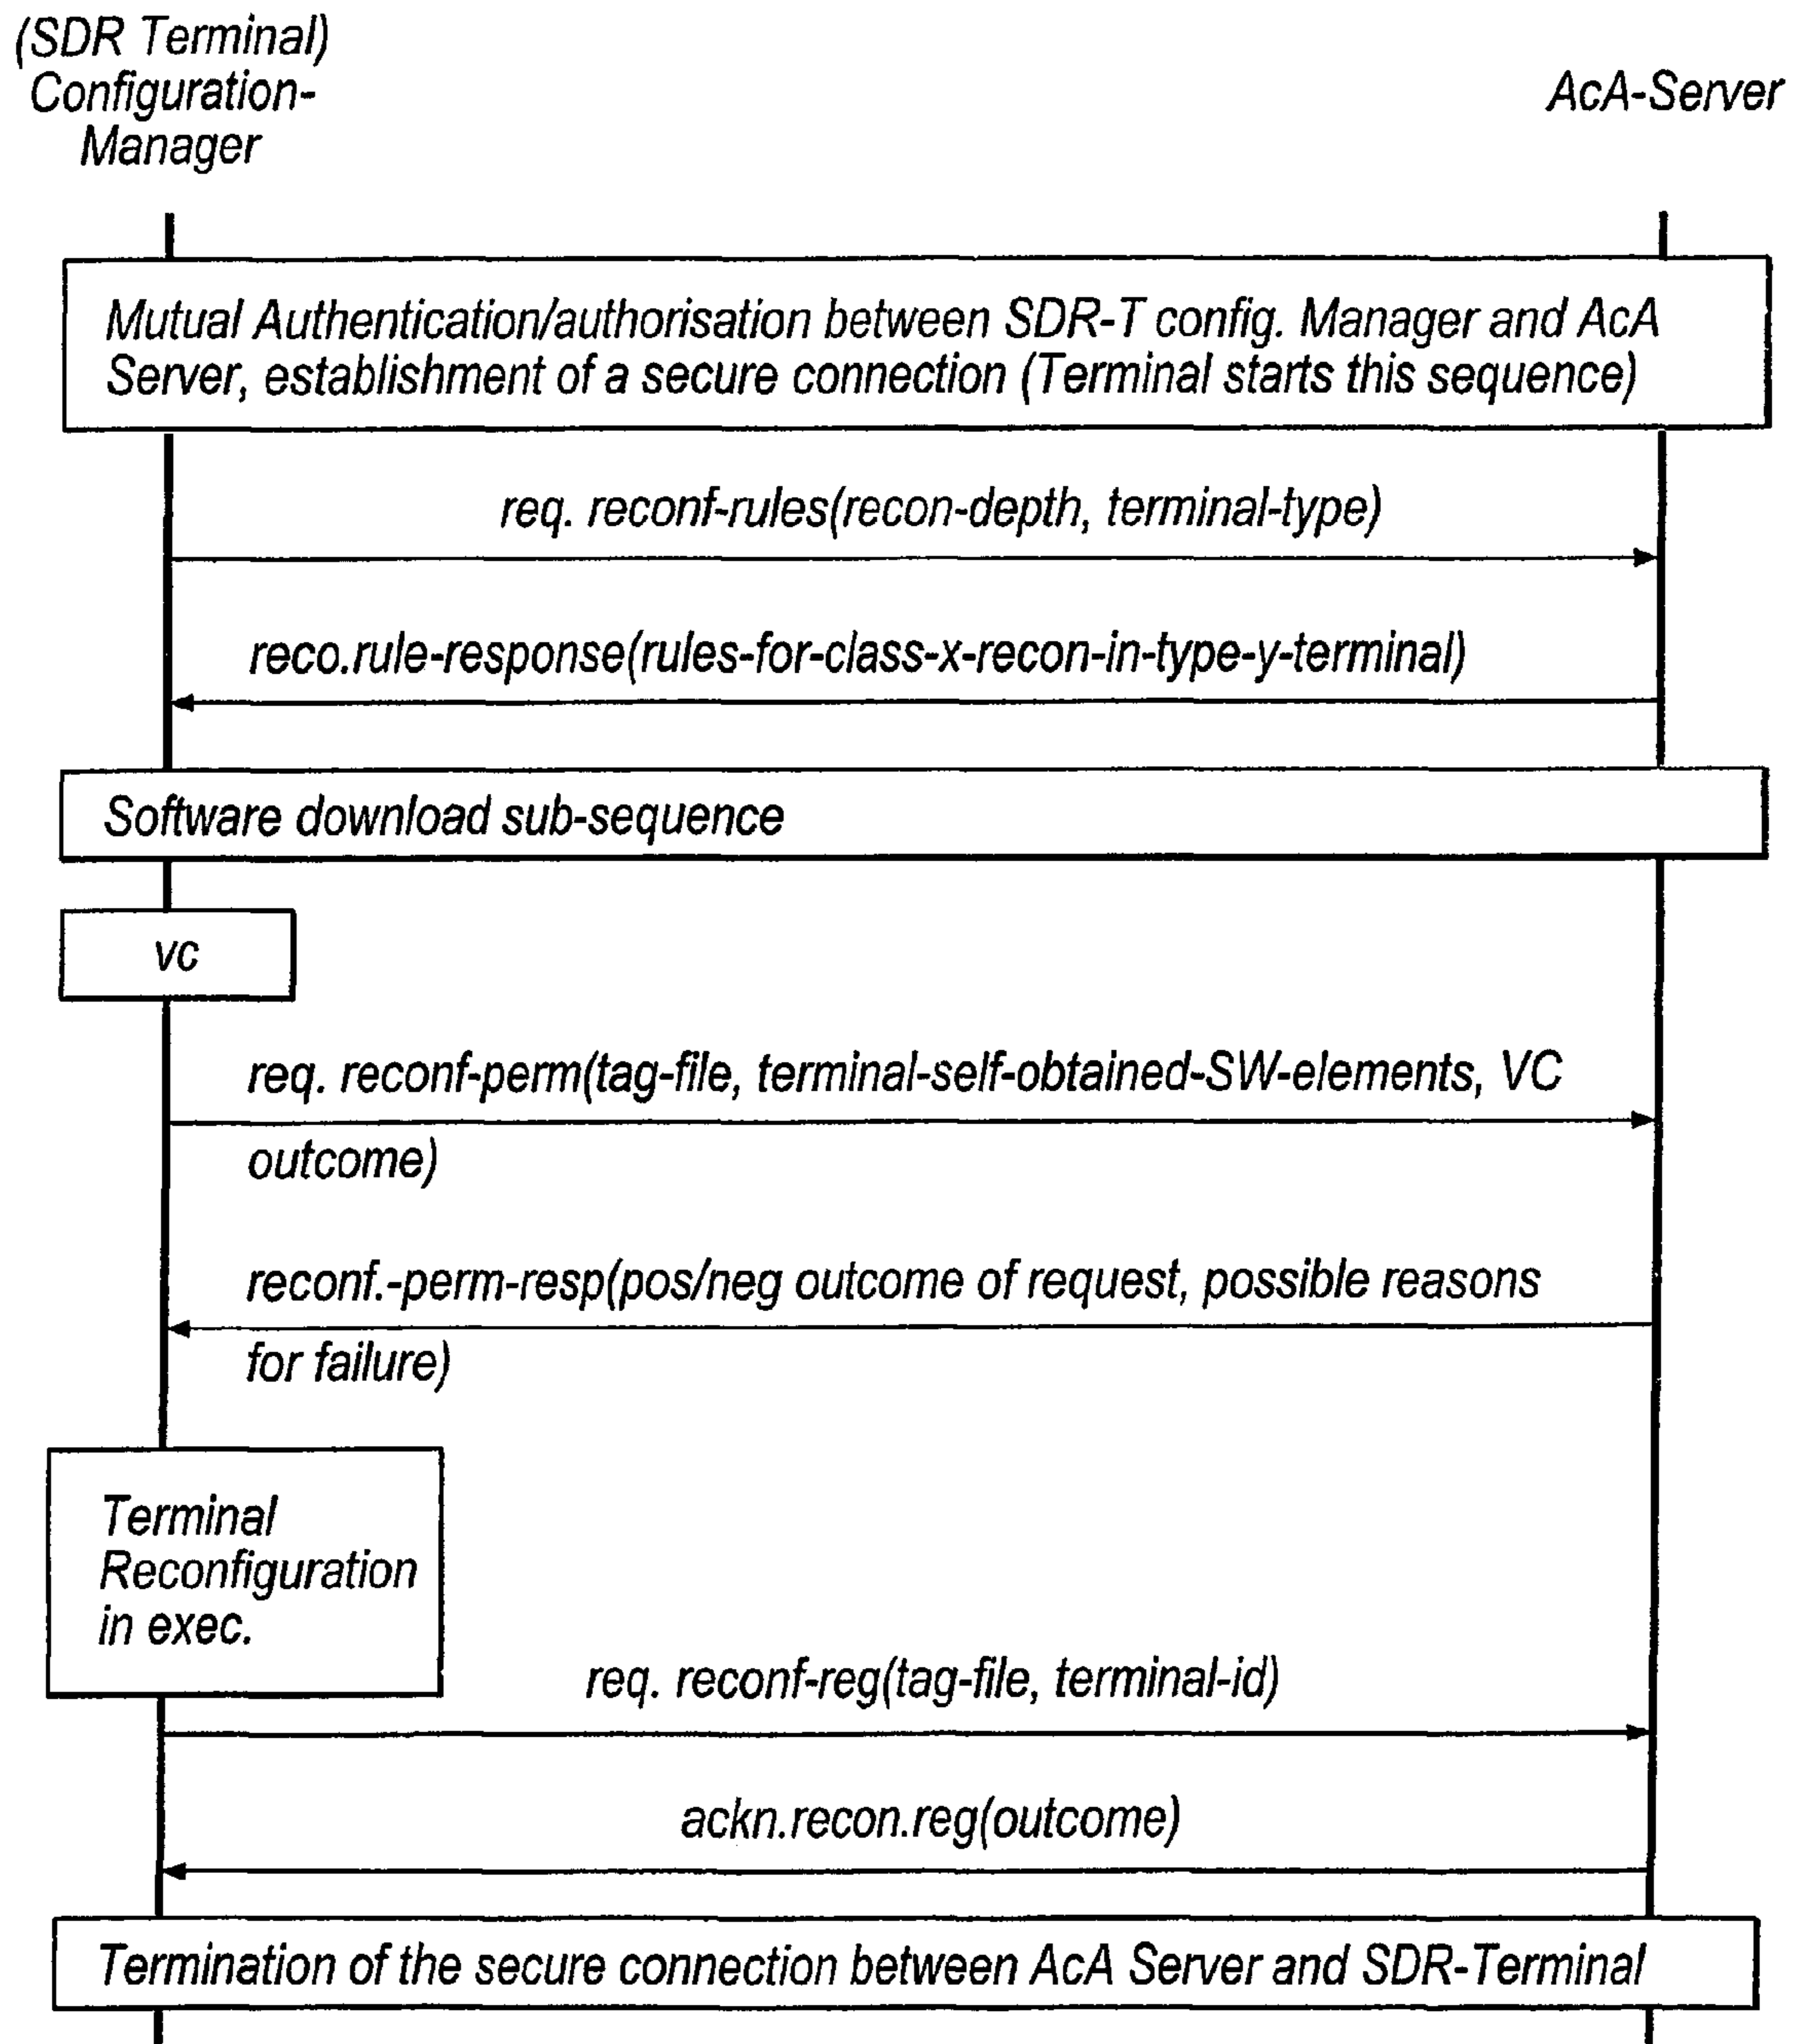 (SDR Terminal)
Configuration-
Manager
AcA-Server
Mutual Authentication/authorisation between SDR-T config. Manager and AcA
Server, establishment of a secure connection (Terminal starts this sequence)
req. reconf-rules(recon-depth, terminal-type)
reco.rule-response(rules-for-class-x-recon-in-type-y-terminal)
Software download sub-sequence
vc
req. reconf-perm(tag-file, terminal-self-obtained-SW-elements, VC
outcome)
reconf.-perm-resp(pos/neg outcome of request, possible reasons
for failure)
Terminal
Reconfiguration
in exec.
req. reconf-reg(tag-file, terminal-id)
ackn.recon.reg(outcome)
Termination of the secure connection between AcA Server and SDR-Terminal